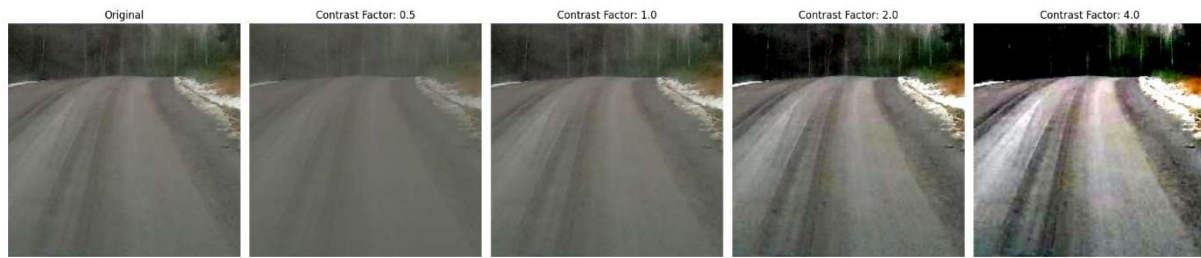 Original
Contrast Factor: 0.5
Contrast Factor: 1.0
Contrast Factor: 2.0
Contrast Factor: 4.0